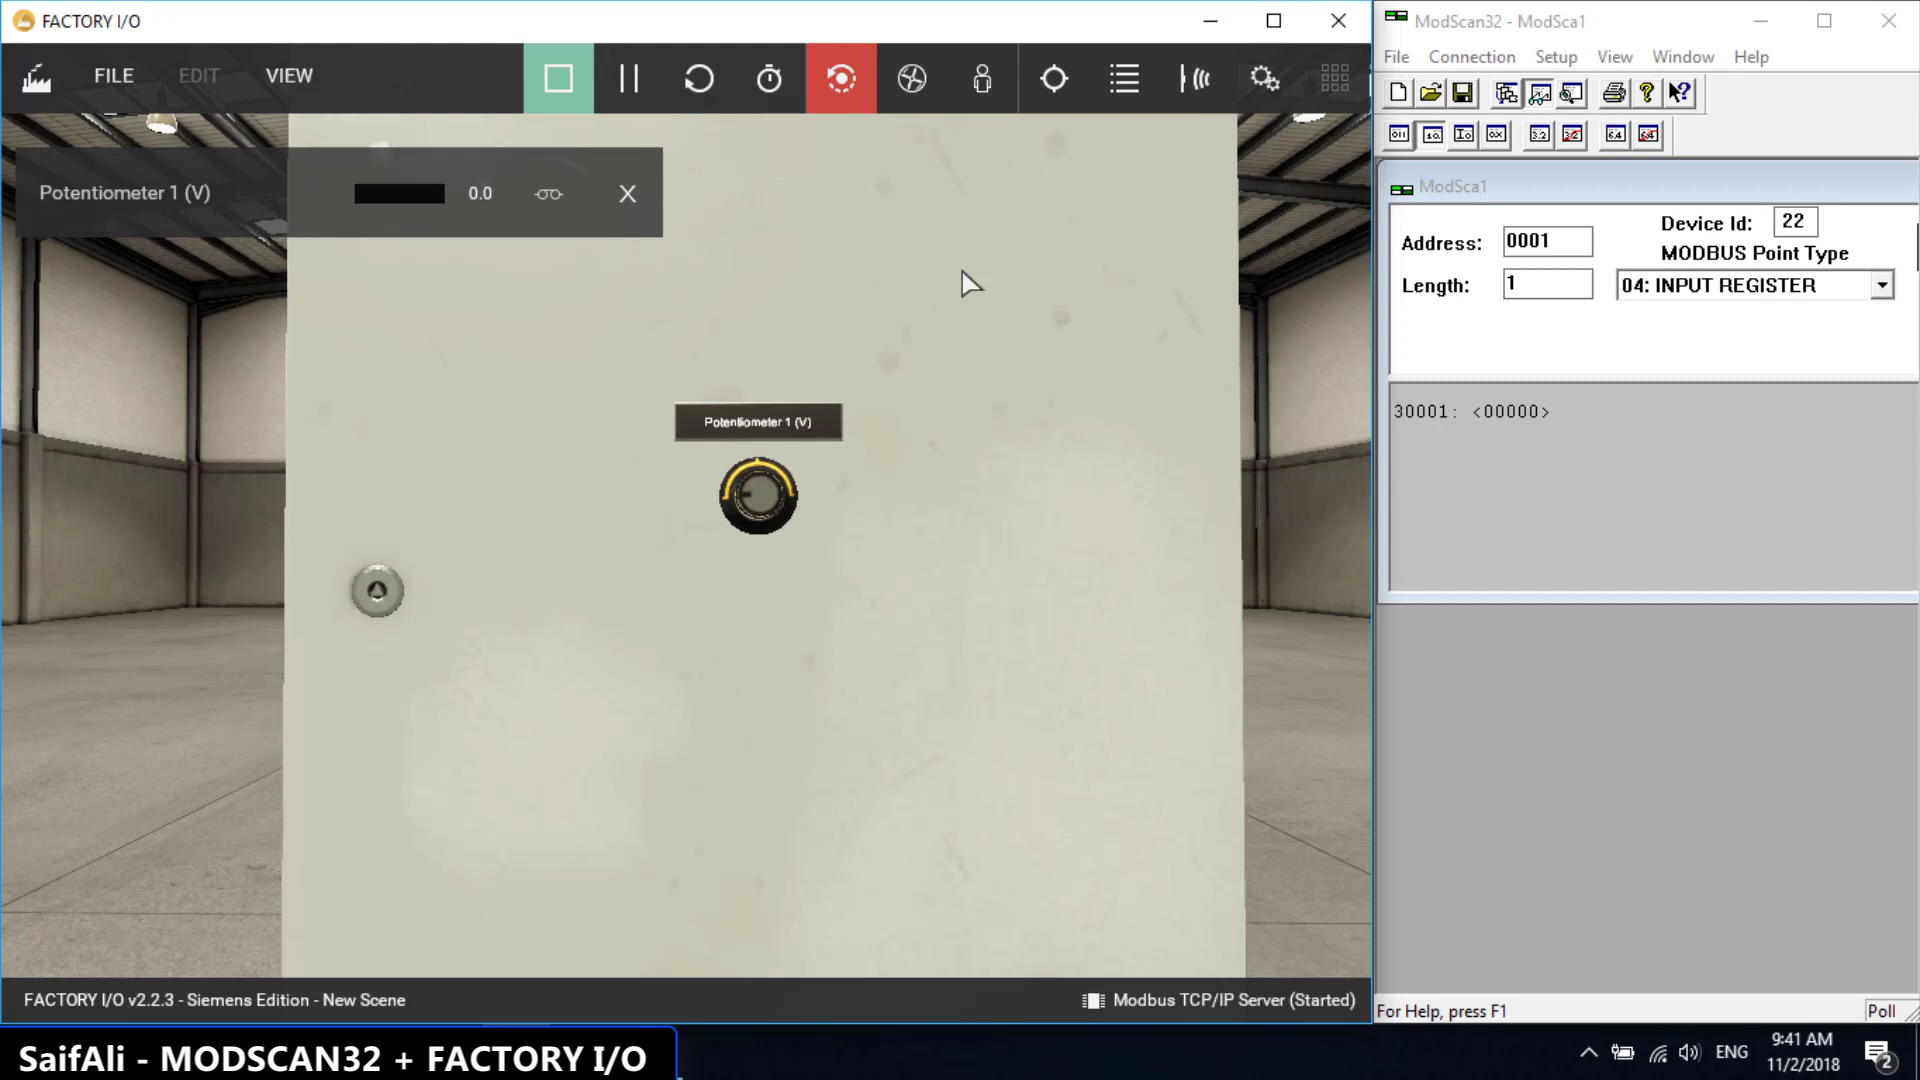 FACTORY I/O
FILE EDIT VIEW
Potentiometer 1 (V) 0.0 X
Potentiometer 1 (V)
FACTORY I/O v2.2.3 - Siemens Edition - New Scene
Modbus TCP/IP Server (Started)
ModScan32 - ModSca1
File Connection Setup View Window Help
ModSca1
Address: 0001
Device Id: 22
MODBUS Point Type
Length: 1
04: INPUT REGISTER
30001: <00000>
For Help, press F1
Poll
SaifAli - MODSCAN32 + FACTORY I/O
ENG
9:41 AM
11/2/2018
2